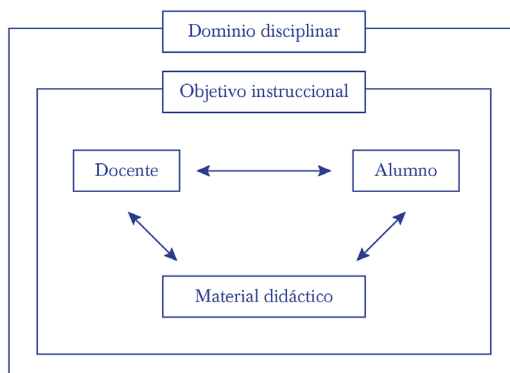 Dominio disciplinar
Objetivo instruccional
Docente
Alumno
Material didáctico